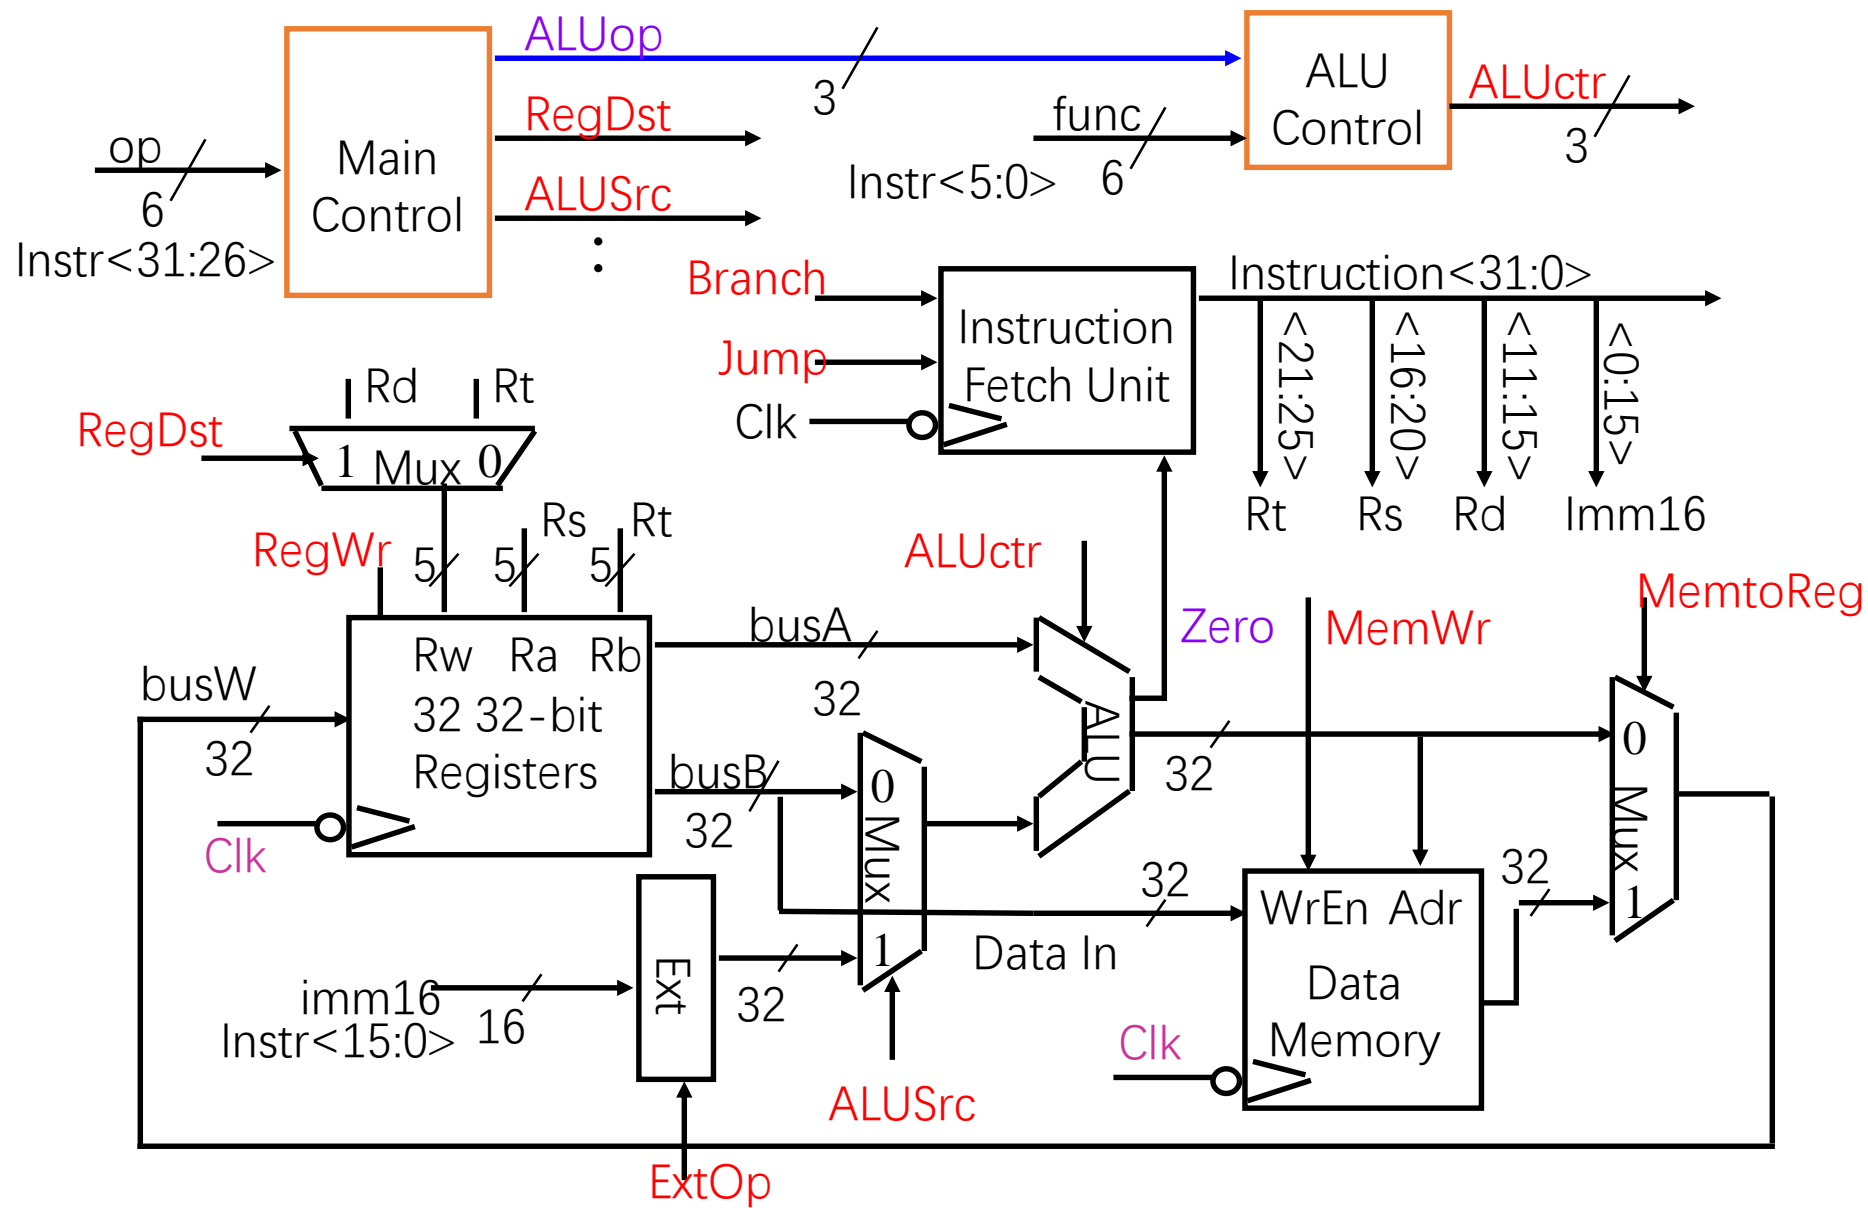 ALUop
3
ALU
Control
ALUctr
3
RegDst
func
6
Instr<5:0>
op
6
Instr<31:26>
Main
Control
ALUSrc
:
Branch
Jump
Clk
Instruction
Fetch Unit
Instruction<31:0>
<21:25>
<16:20>
<11:15>
<0:15>
Rt
Rs
Rd
Imm16
Rd
Rt
RegDst
1 Mux 0
RegWr
5
Rs
5
Rt
5
ALUctr
Zero
MemWr
MemtoReg
busW
32
Rw Ra Rb
32 32-bit
Registers
Clk
busA
32
busB
32
0
Mux
1
ALU
32
0
Mux
1
32
Data In
WrEn Adr
Data
Memory
32
Clk
imm16
Instr<15:0>
16
Ext
32
ALUSrc
ExtOp